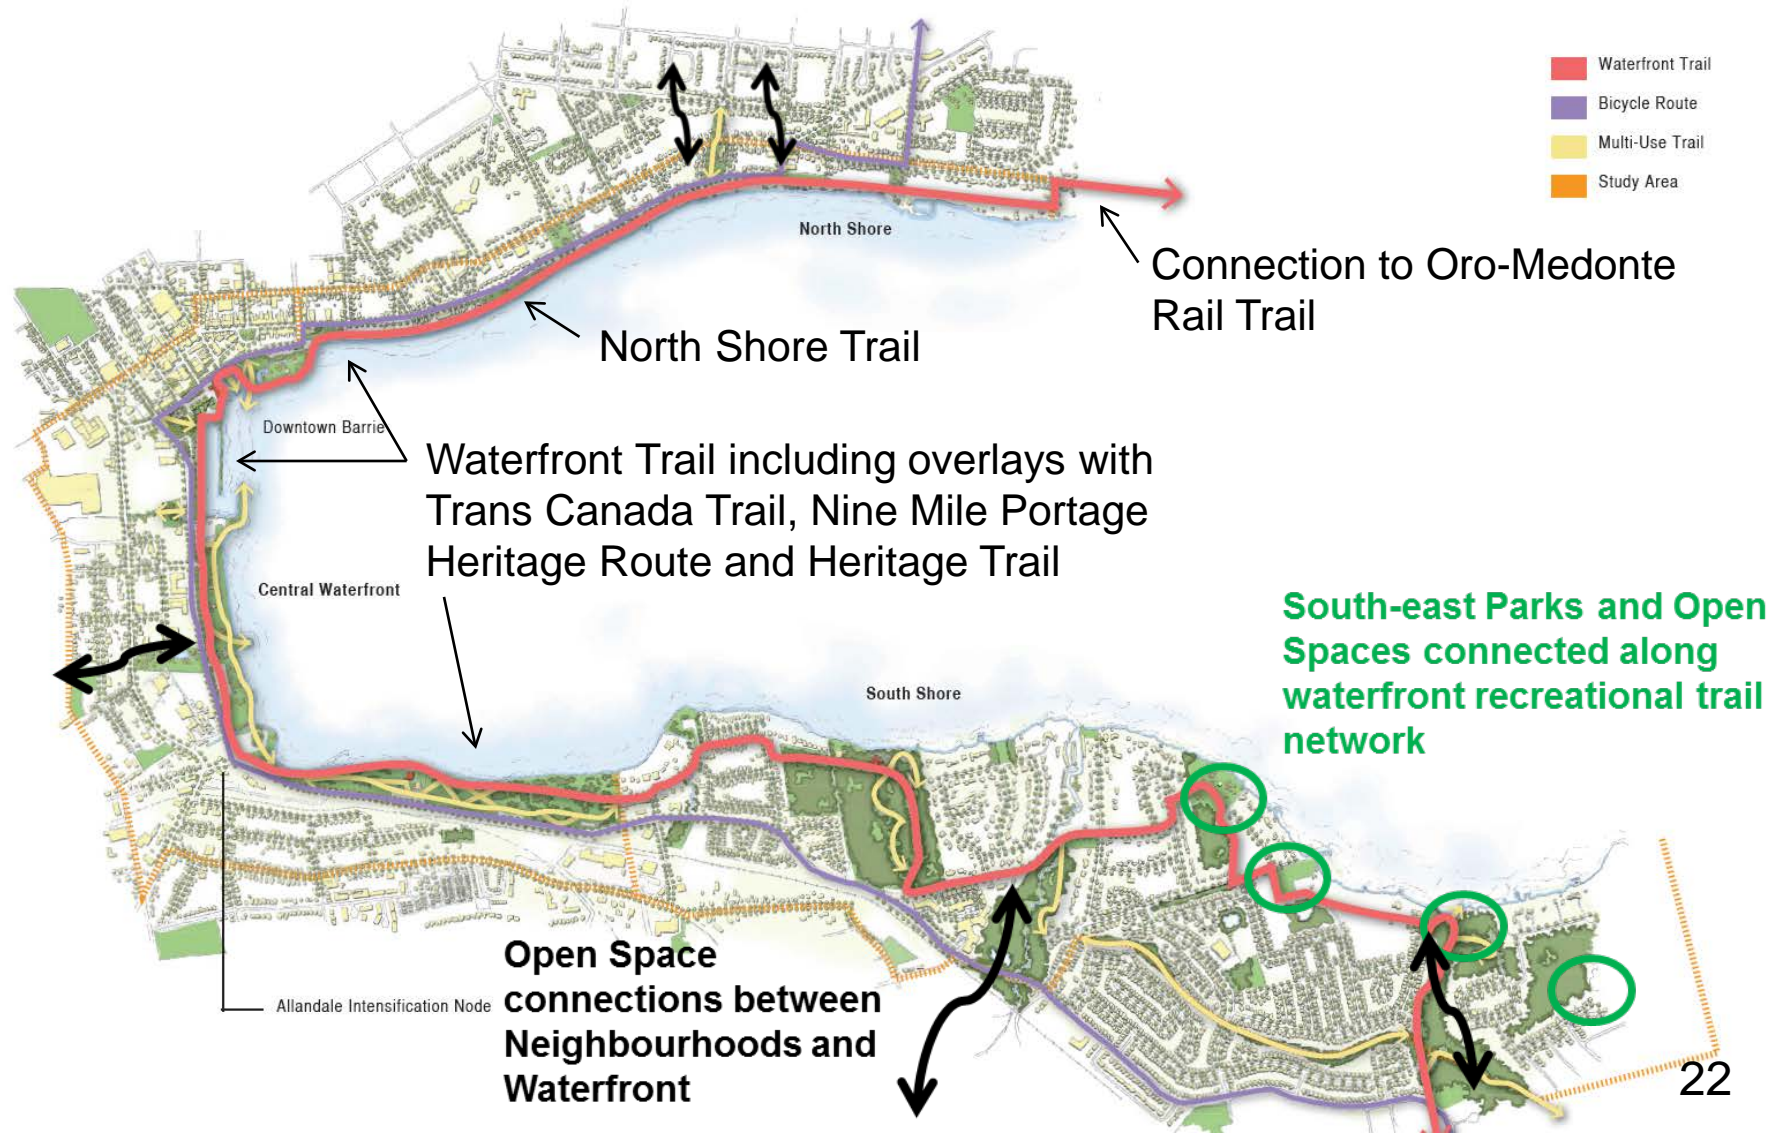 Waterfront Trail
Bicycle Route
Multi-Use Trail
Study Area
North Shore
Connection to Oro-Medonte
Rail Trail
North Shore Trail
Downtown Barrie
Waterfront Trail including overlays with
Trans Canada Trail, Nine Mile Portage
Heritage Route and Heritage Trail
Central Waterfront
South-east Parks and Open
Spaces connected along
waterfront recreational trail
network
South Shore
Open Space
connections between
Neighbourhoods and
Waterfront
Allandale Intensification Node
22